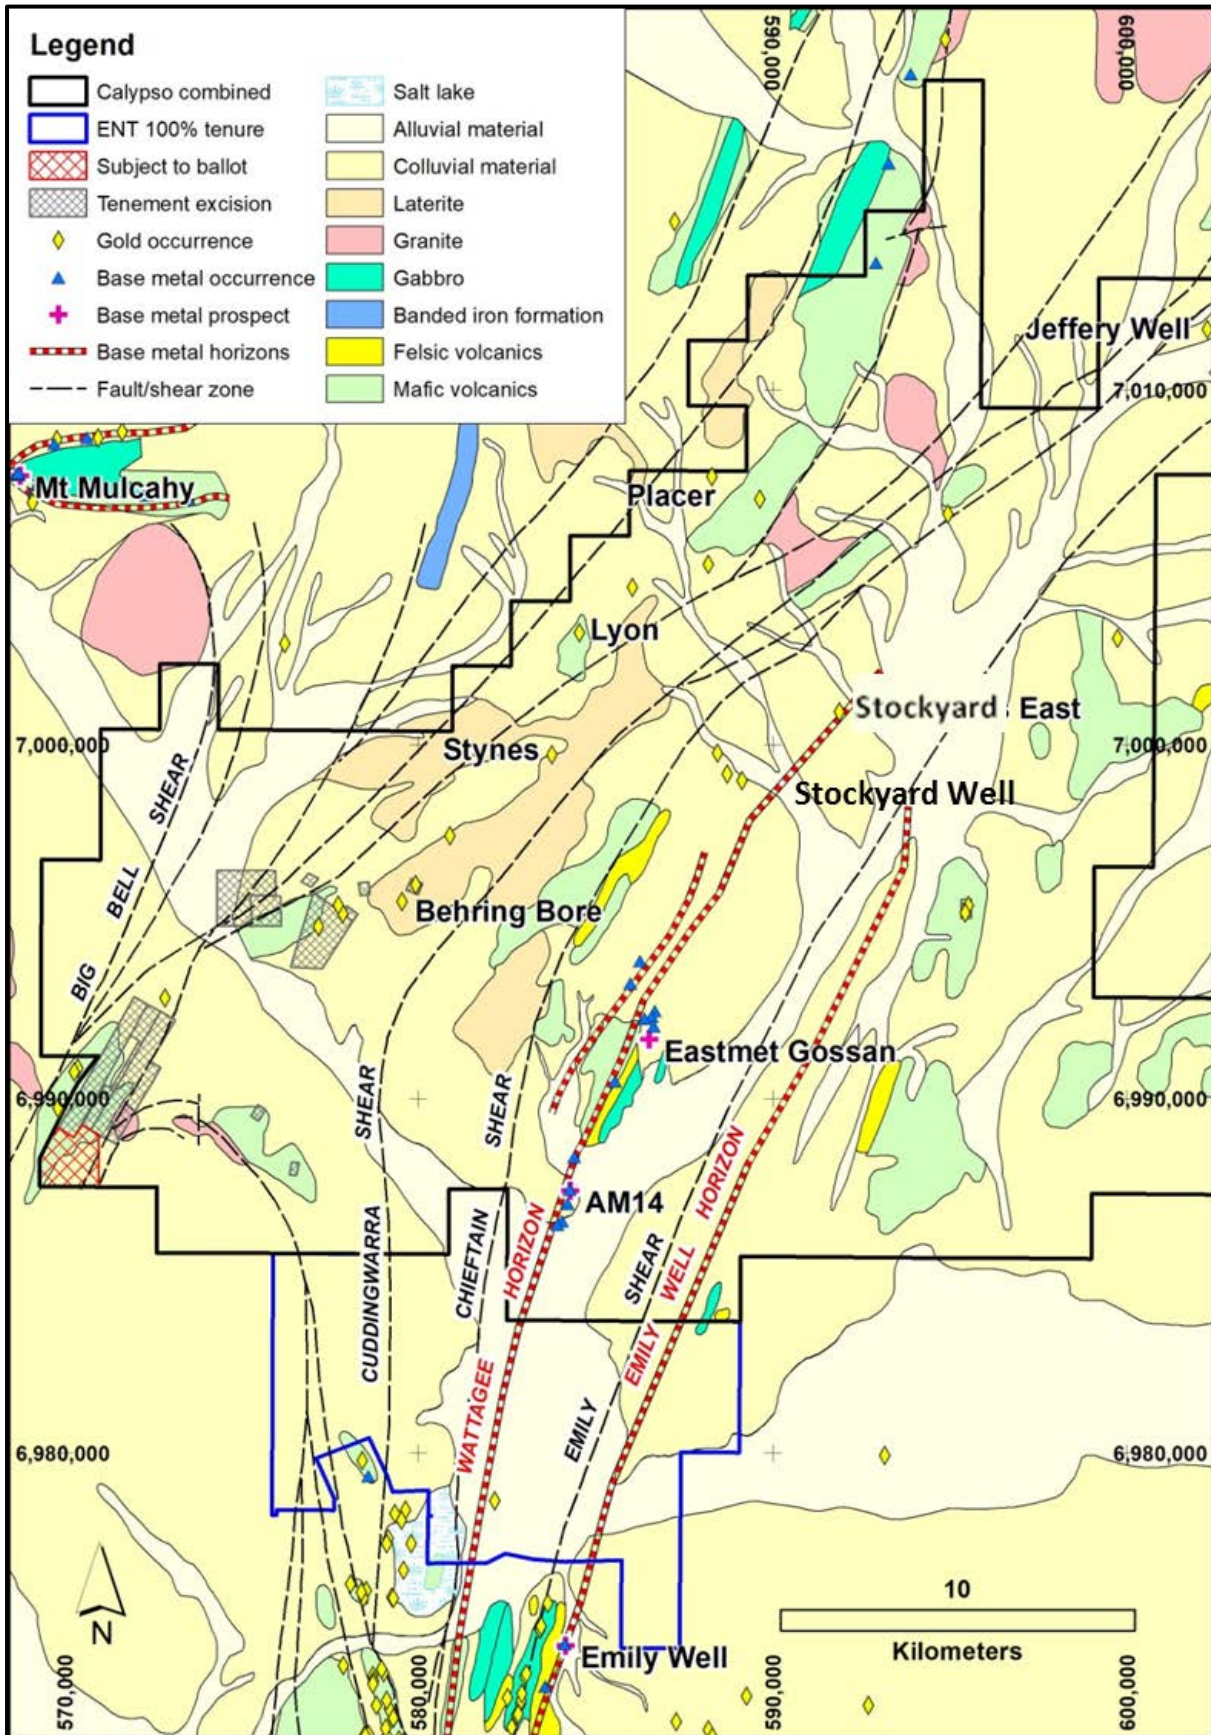 Legend
Calypso combined
ENT 100% tenure
Subject to ballot
Tenement excision
Gold occurrence
Base metal occurrence
Base metal prospect
Base metal horizons
Fault/shear zone
Salt lake
Alluvial material
Colluvial material
Laterite
Granite
Gabbro
Banded iron formation
Felsic volcanics
Mafic volcanics
590,000
600,000
Jeffery Well
7,010,000
Mt Mulcahy
Placer
Lyon
Stockyard East
7,000,000
Stynes
7,000,000
Stockyard Well
BIG BELL SHEAR
Behring Bore
Eastmet Gossan
6,990,000
6,990,000
CUDDINGWARRA SHEAR
CHIEFTAIN SHEAR
AM14
WATTAGEE HORIZON
EMILY SHEAR
EMILY WELL HORIZON
6,980,000
6,980,000
10
Kilometers
N
Emily Well
570,000
580,000
590,000
600,000